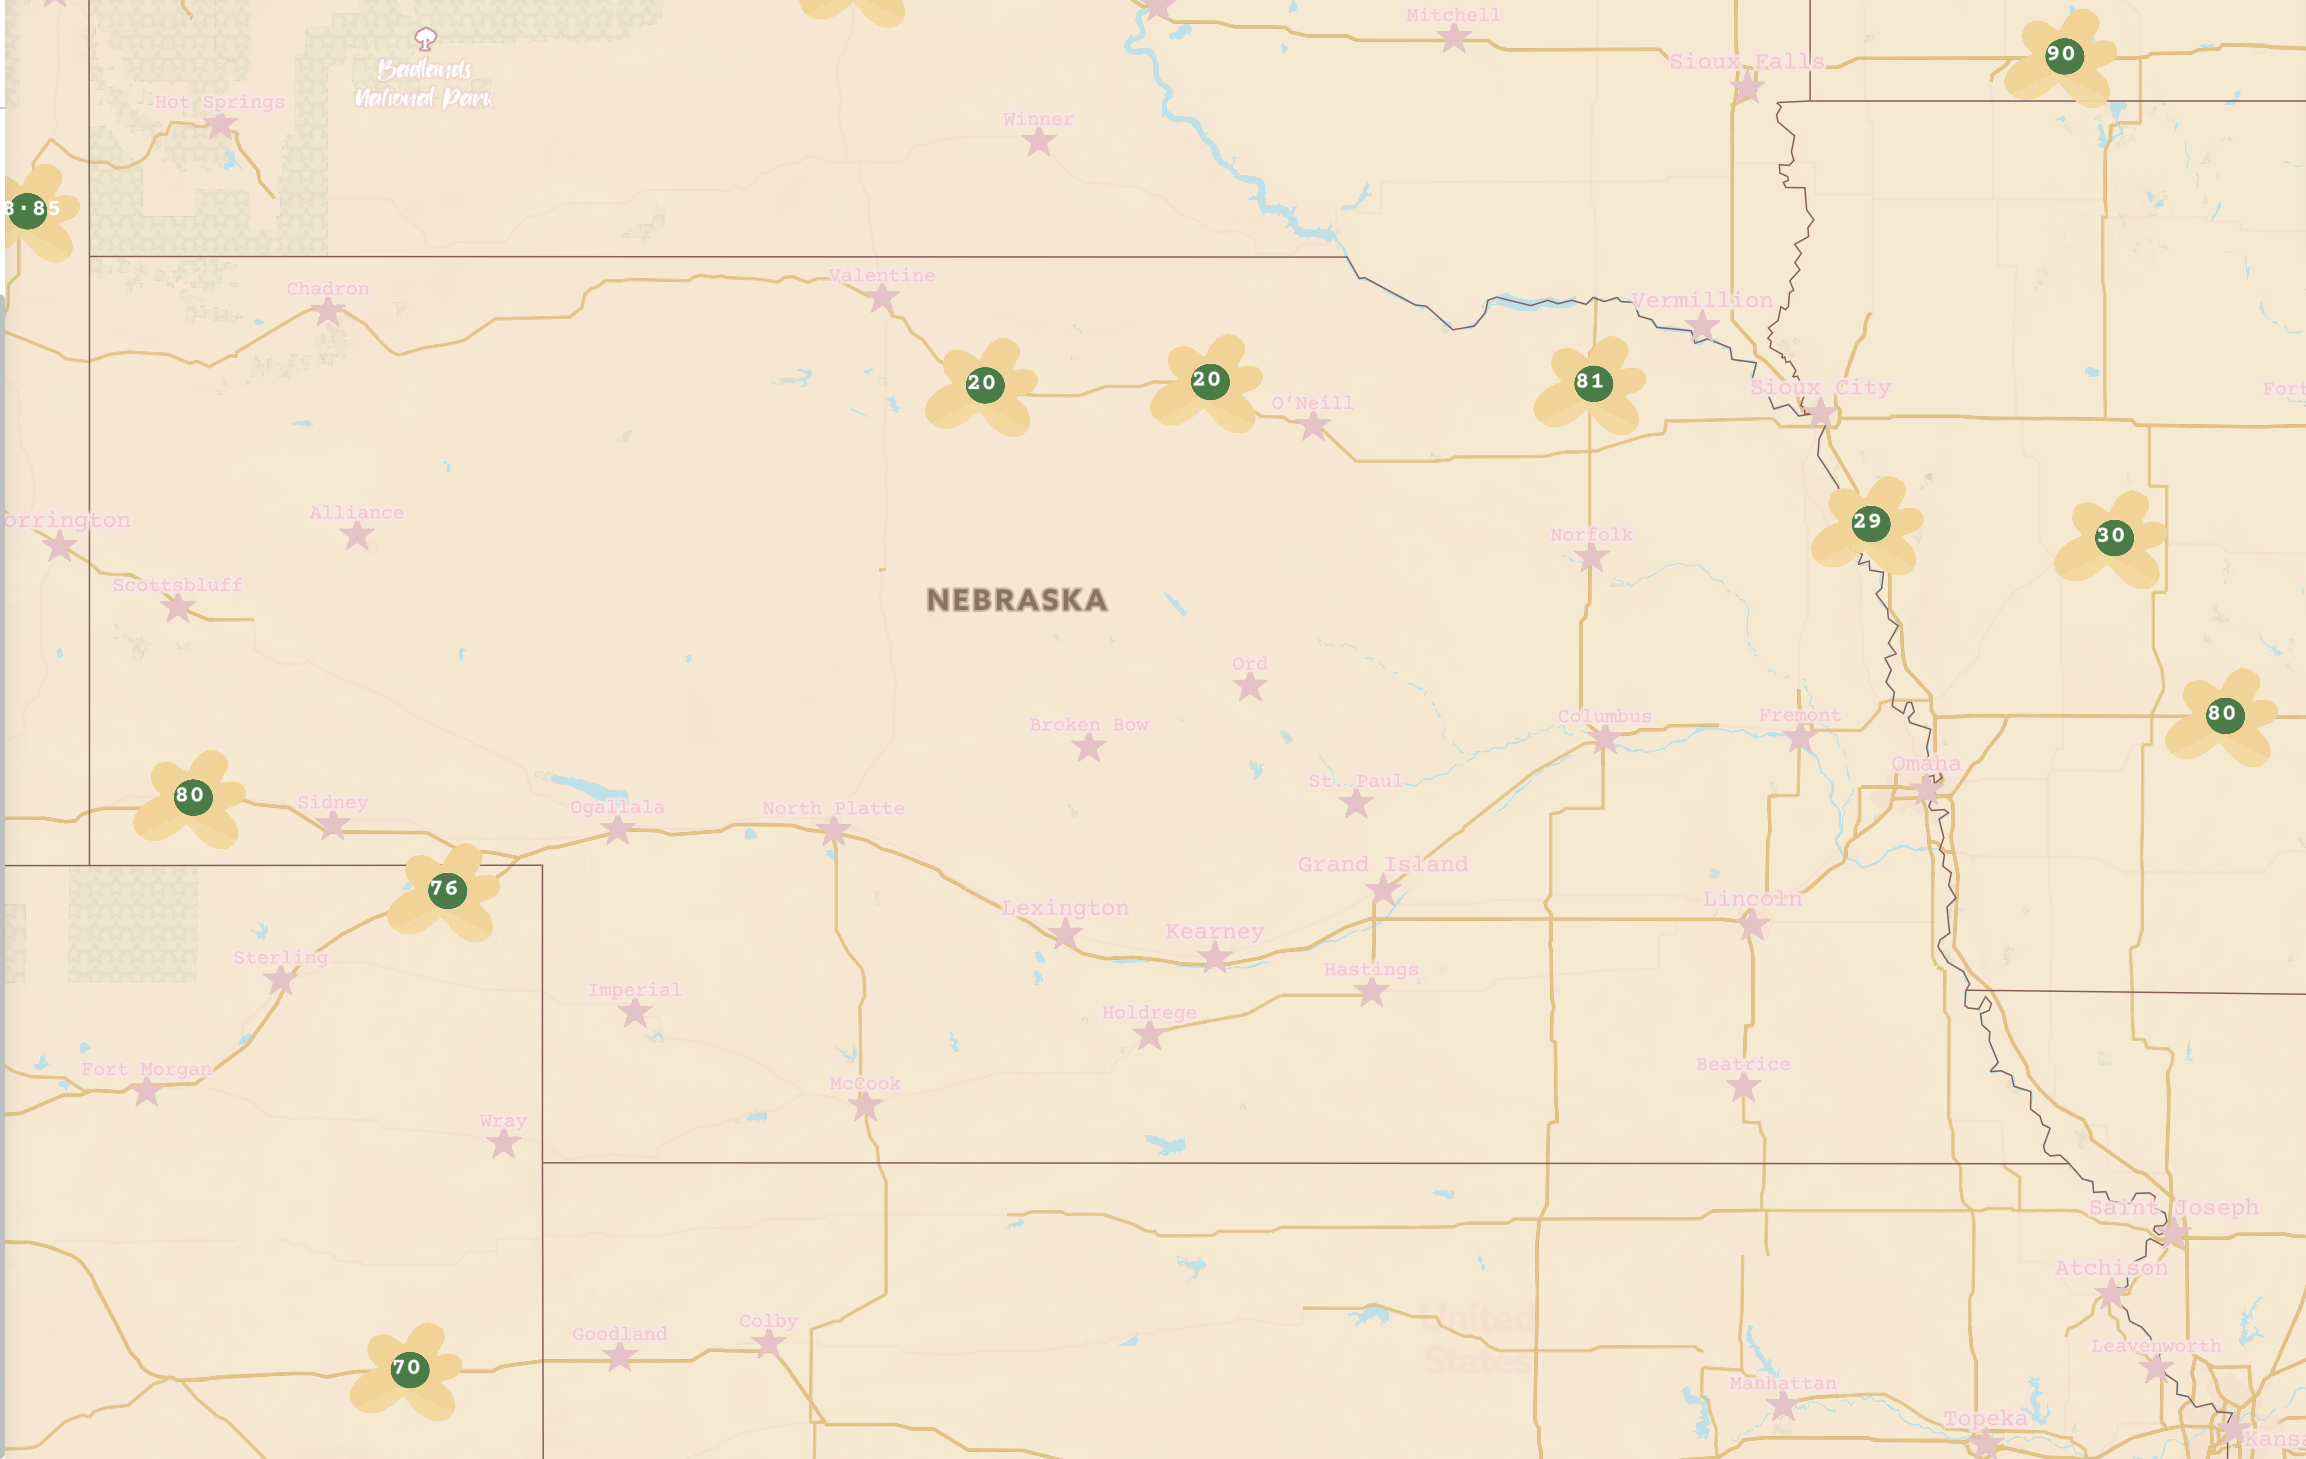 Mitchell
Sioux Falls
90
Badlands
National Park
Hot Springs
Winner
8·85
Chadron
Valentine
Vermillion
20
20
81
Sioux City
O’Neill
Fort
orrington
Alliance
29
30
Norfolk
Scottsbluff
NEBRASKA
Ord
Broken Bow
Columbus
Fremont
80
Omaha
St. Paul
80
Sidney
Ogallala
North Platte
Grand Island
76
Lexington
Lincoln
Kearney
Sterling
Hastings
Imperial
Holdrege
Fort Morgan
McCook
Beatrice
Wray
Saint Joseph
Atchison
United
States
Colby
Goodland
Leavenworth
70
Manhattan
Topeka
Kansa